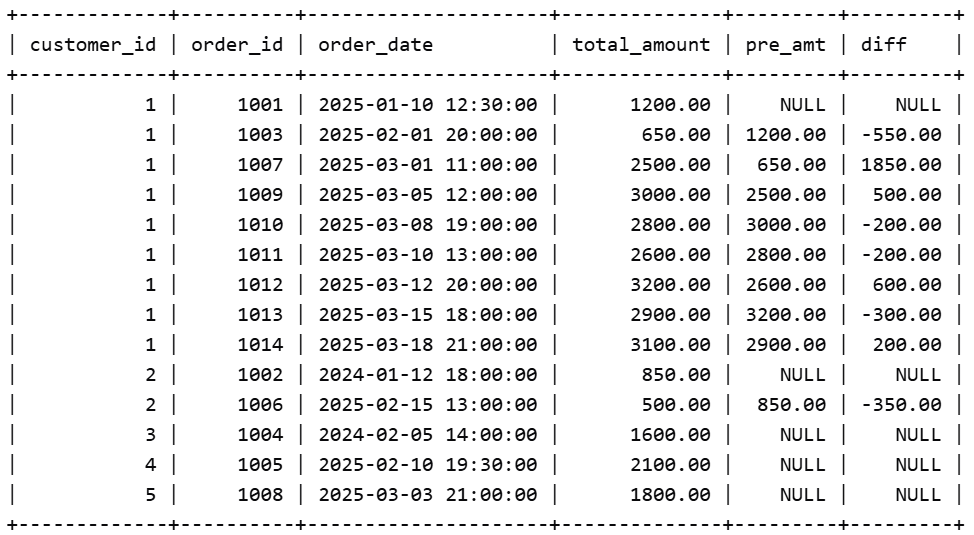 +-------------+----------+---------------------+--------------+---------+---------+
| customer_id | order_id | order_date          | total_amount | pre_amt | diff    |
+-------------+----------+---------------------+--------------+---------+---------+
|           1 |     1001 | 2025-01-10 12:30:00 |      1200.00 |    NULL |    NULL |
|           1 |     1003 | 2025-02-01 20:00:00 |       650.00 | 1200.00 | -550.00 |
|           1 |     1007 | 2025-03-01 11:00:00 |      2500.00 |  650.00 | 1850.00 |
|           1 |     1009 | 2025-03-05 12:00:00 |      3000.00 | 2500.00 |  500.00 |
|           1 |     1010 | 2025-03-08 19:00:00 |      2800.00 | 3000.00 | -200.00 |
|           1 |     1011 | 2025-03-10 13:00:00 |      2600.00 | 2800.00 | -200.00 |
|           1 |     1012 | 2025-03-12 20:00:00 |      3200.00 | 2600.00 |  600.00 |
|           1 |     1013 | 2025-03-15 18:00:00 |      2900.00 | 3200.00 | -300.00 |
|           1 |     1014 | 2025-03-18 21:00:00 |      3100.00 | 2900.00 |  200.00 |
|           2 |     1002 | 2024-01-12 18:00:00 |       850.00 |    NULL |    NULL |
|           2 |     1006 | 2025-02-15 13:00:00 |       500.00 |  850.00 | -350.00 |
|           3 |     1004 | 2024-02-05 14:00:00 |      1600.00 |    NULL |    NULL |
|           4 |     1005 | 2025-02-10 19:30:00 |      2100.00 |    NULL |    NULL |
|           5 |     1008 | 2025-03-03 21:00:00 |      1800.00 |    NULL |    NULL |
+-------------+----------+---------------------+--------------+---------+---------+